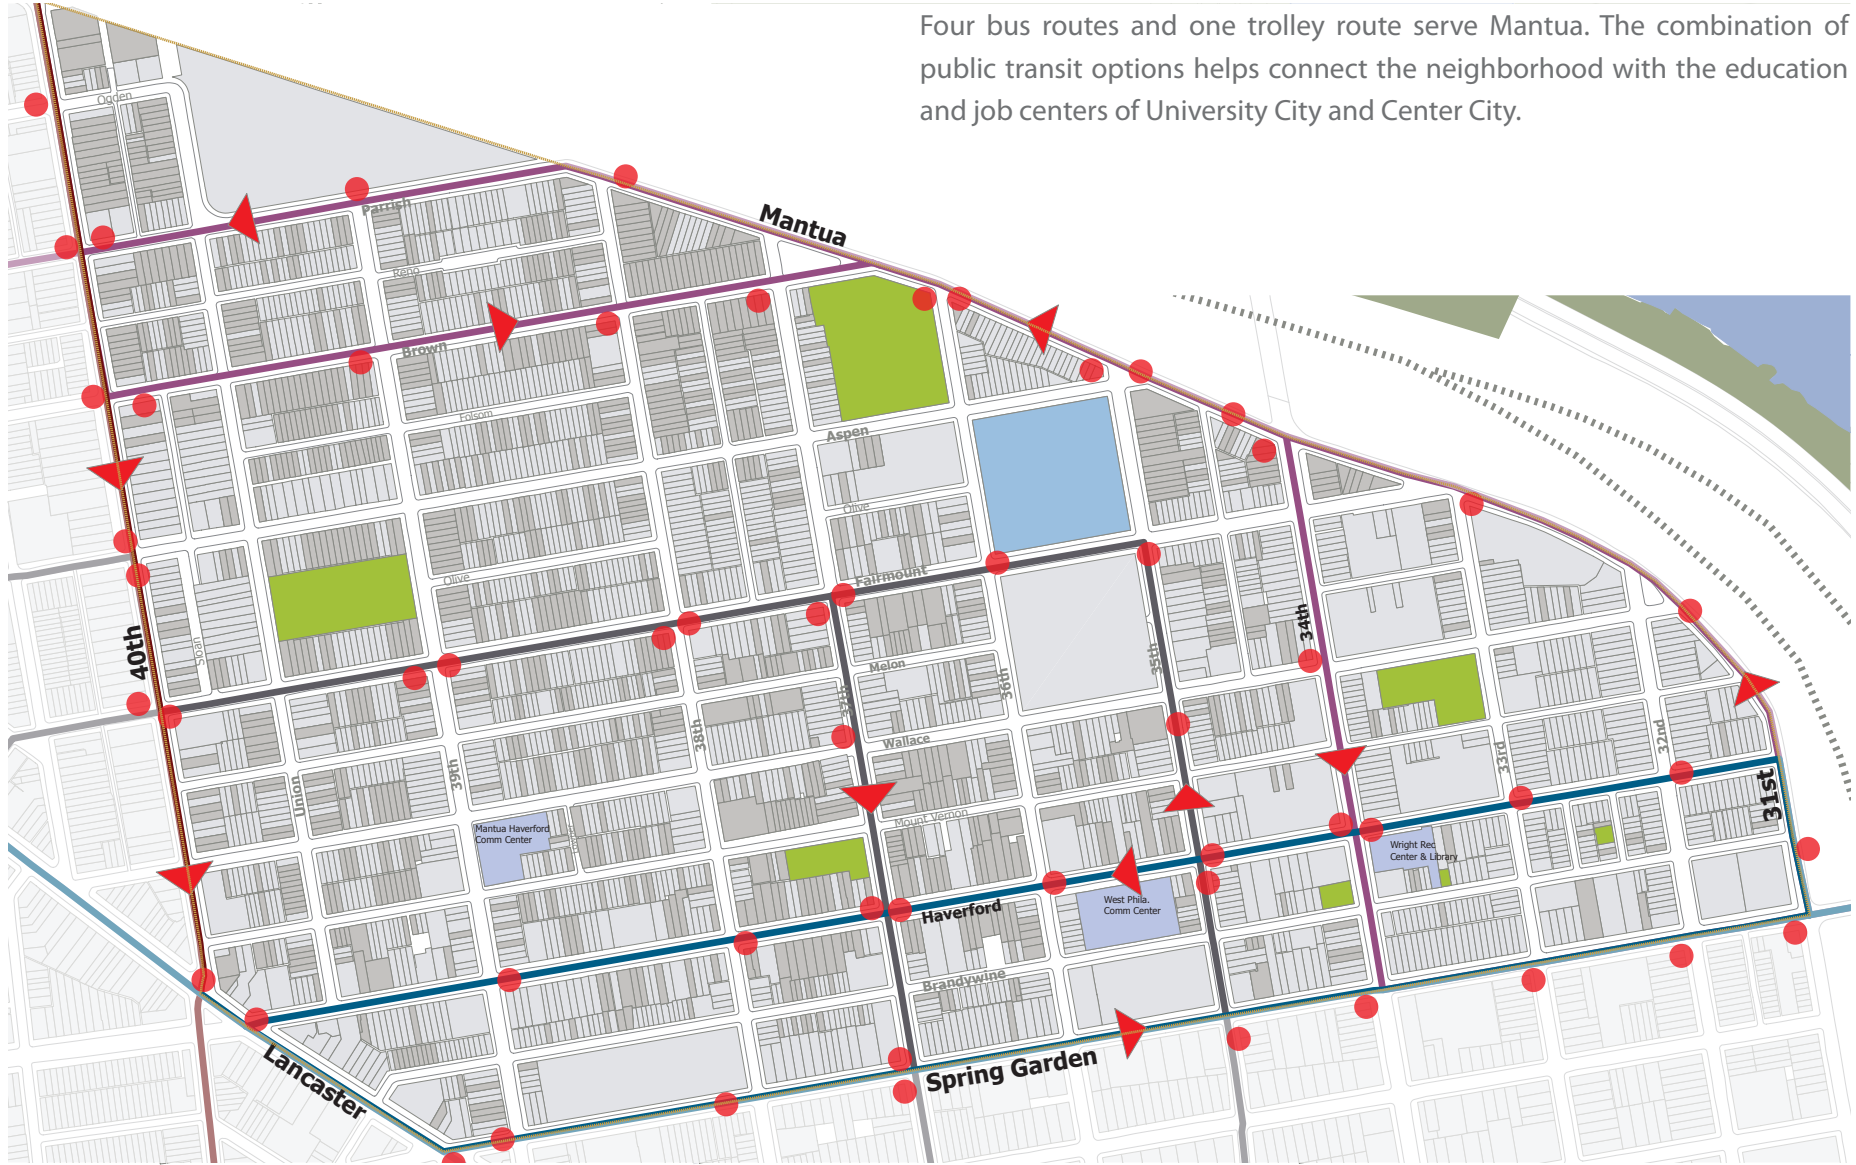 Four bus routes and one trolley route serve Mantua. The combination of
public transit options helps connect the neighborhood with the education
and job centers of University City and Center City.
Ogden
Parrish
Mantua
Reno
Brown
Folsom
Aspen
Olive
Olive
Fairmount
40th
Sloan
34th
35th
Melon
36th
37th
38th
Wallace
32nd
33rd
39th
Union
31st
Mount Vernon
Mantua Haverford
Comm Center
Wright Rec
Center & Library
West Phila.
Comm Center
Haverford
Brandywine
Lancaster
Spring Garden